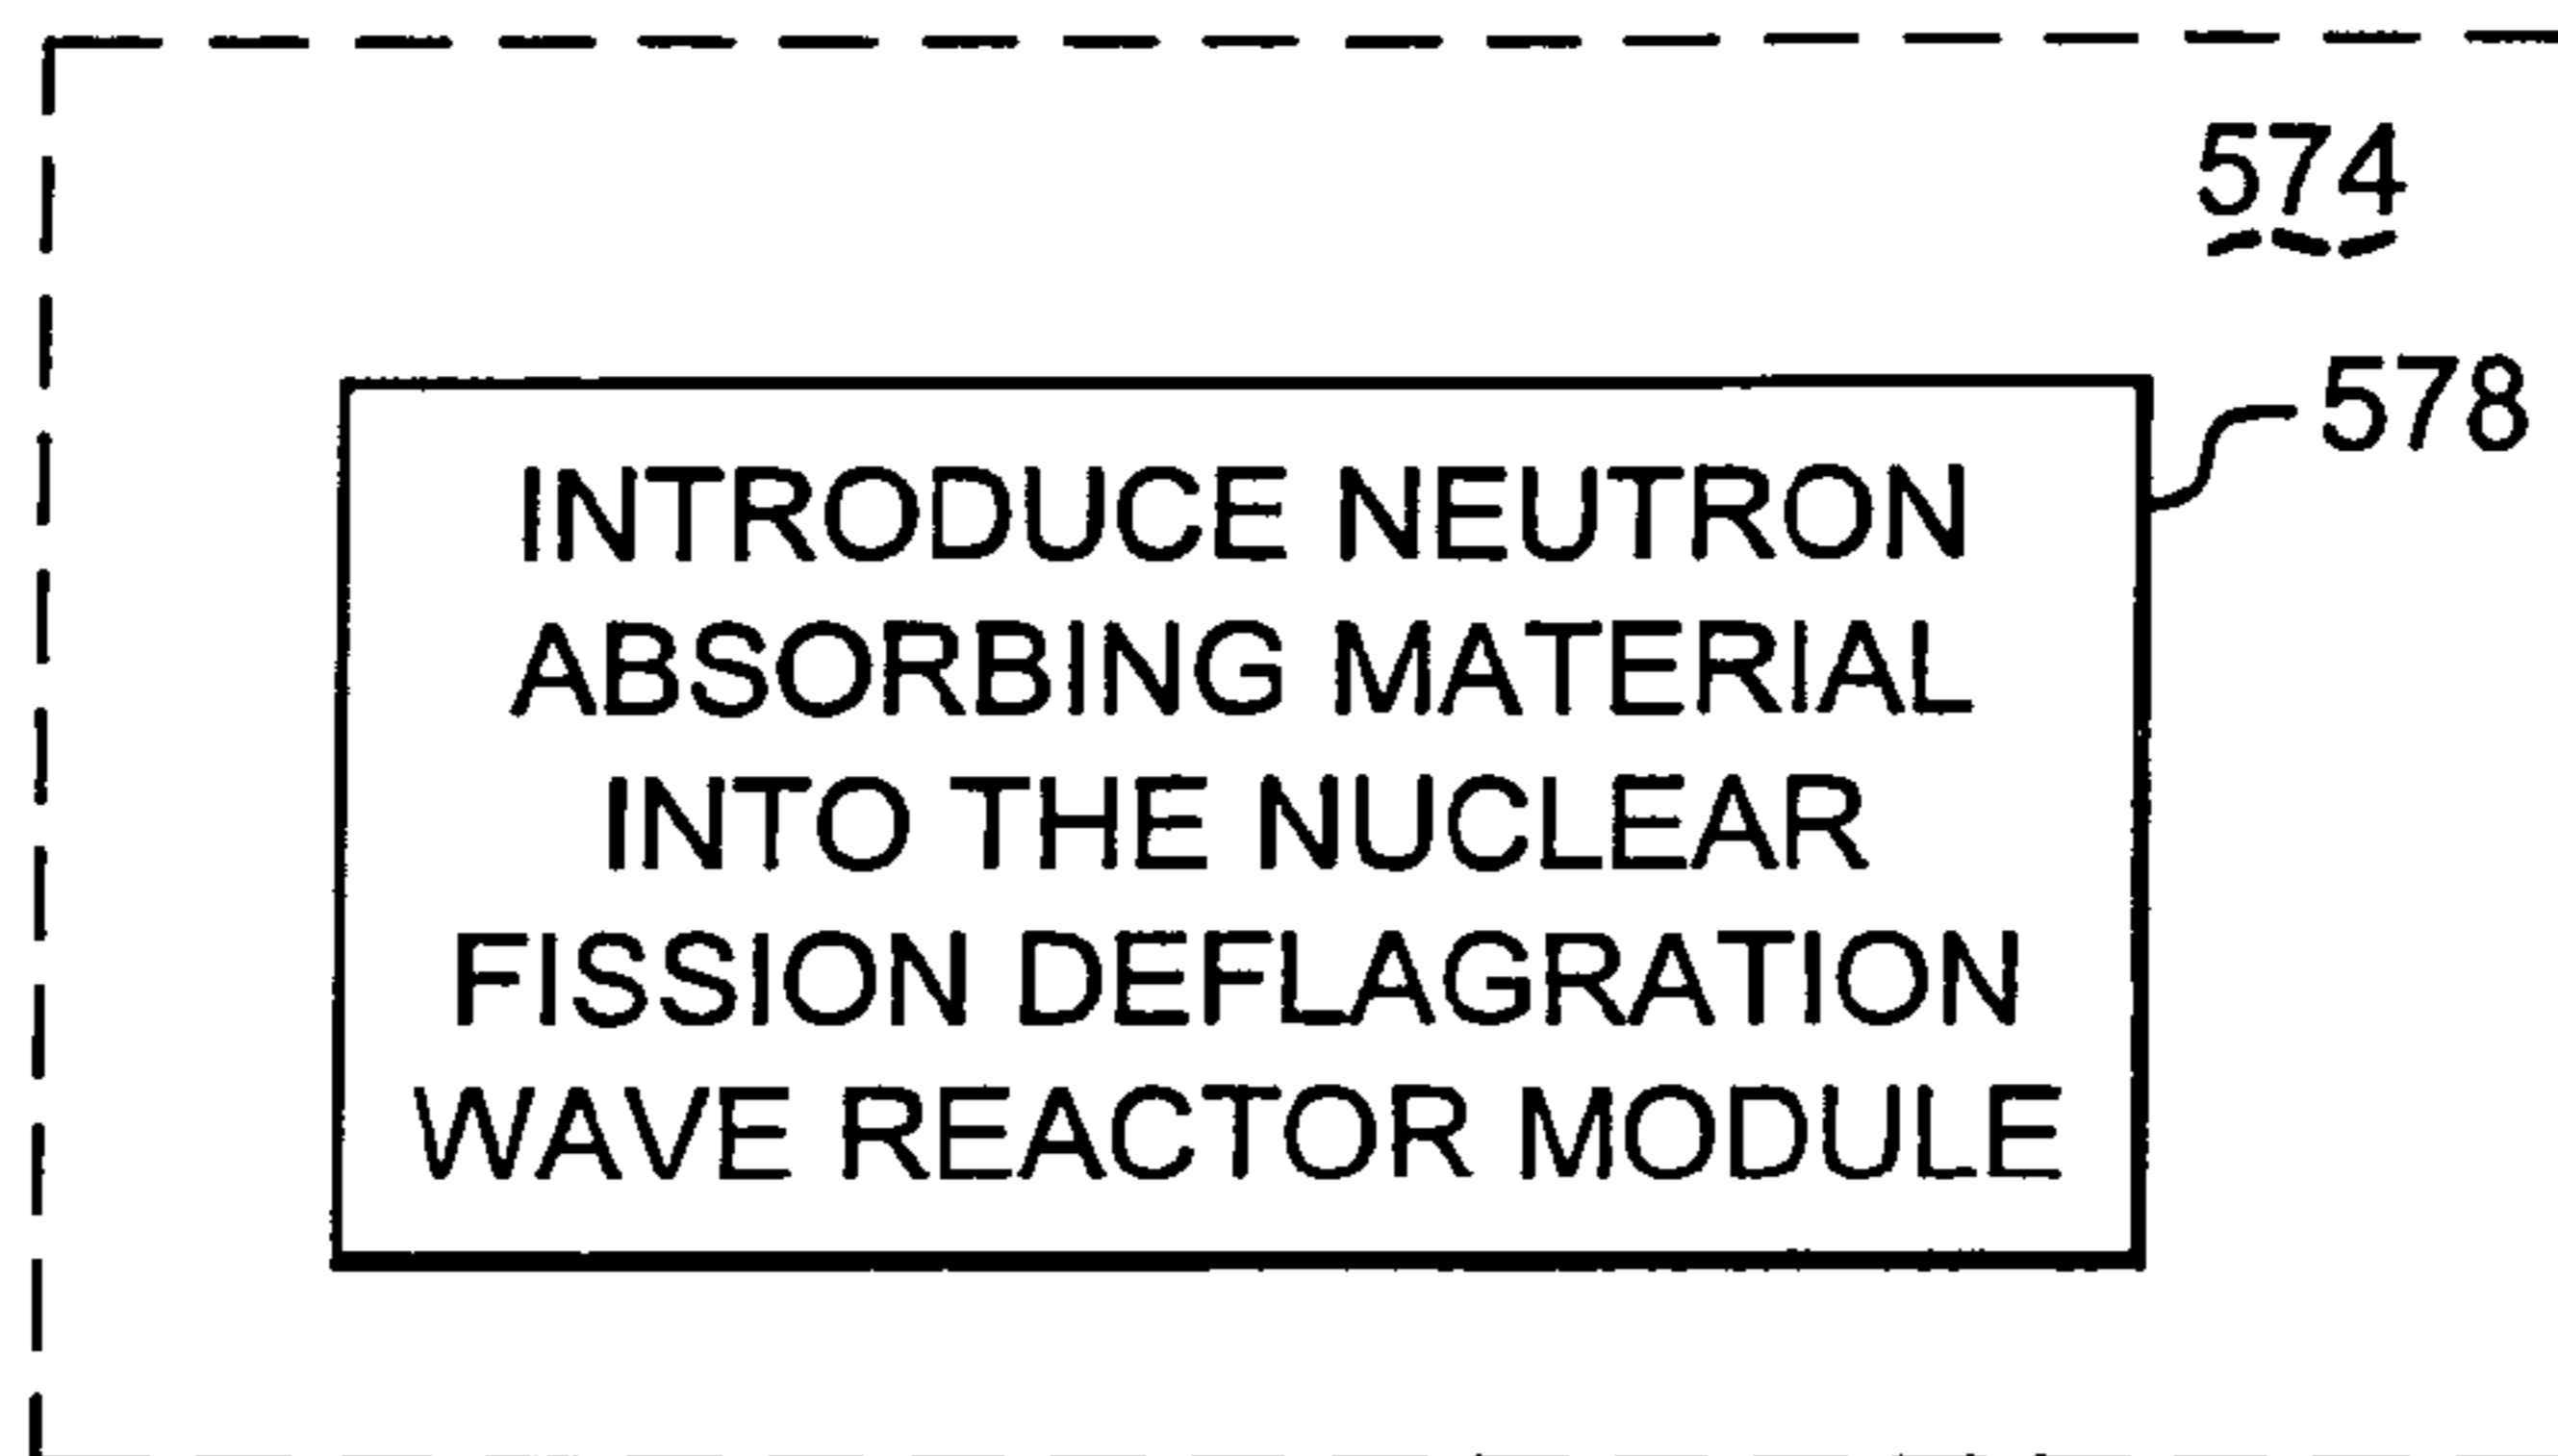 574
578
INTRODUCE NEUTRON
ABSORBING MATERIAL
INTO THE NUCLEAR
FISSION DEFLAGRATION
WAVE REACTOR MODULE